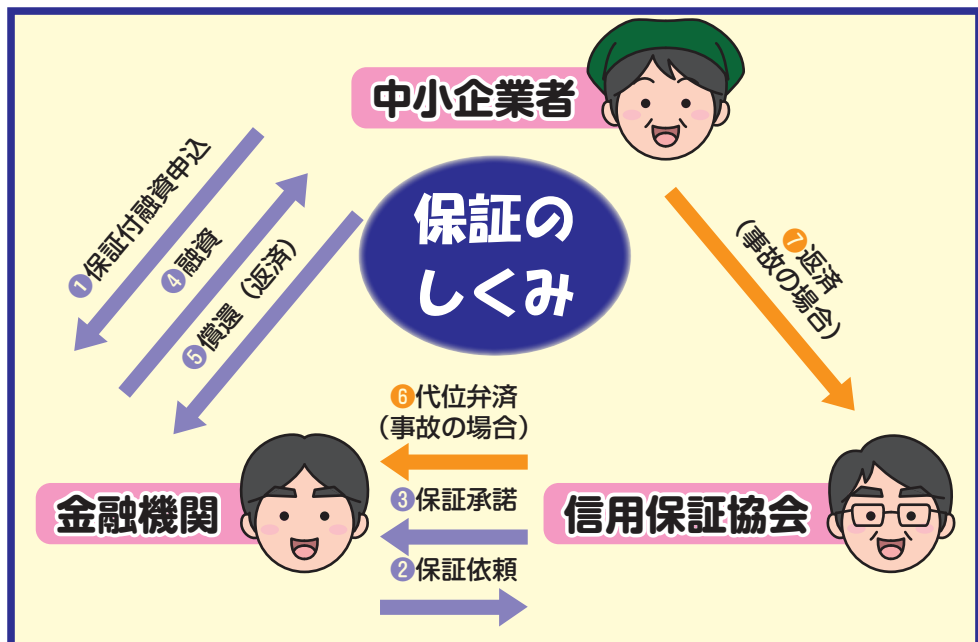 中小企業者
保証の
しくみ
❶保証付融資申込
❹融資
❺償還（返済）
❼返済
（事故の場合）
❻代位弁済
（事故の場合）
❸保証承諾
❷保証依頼
金融機関
信用保証協会